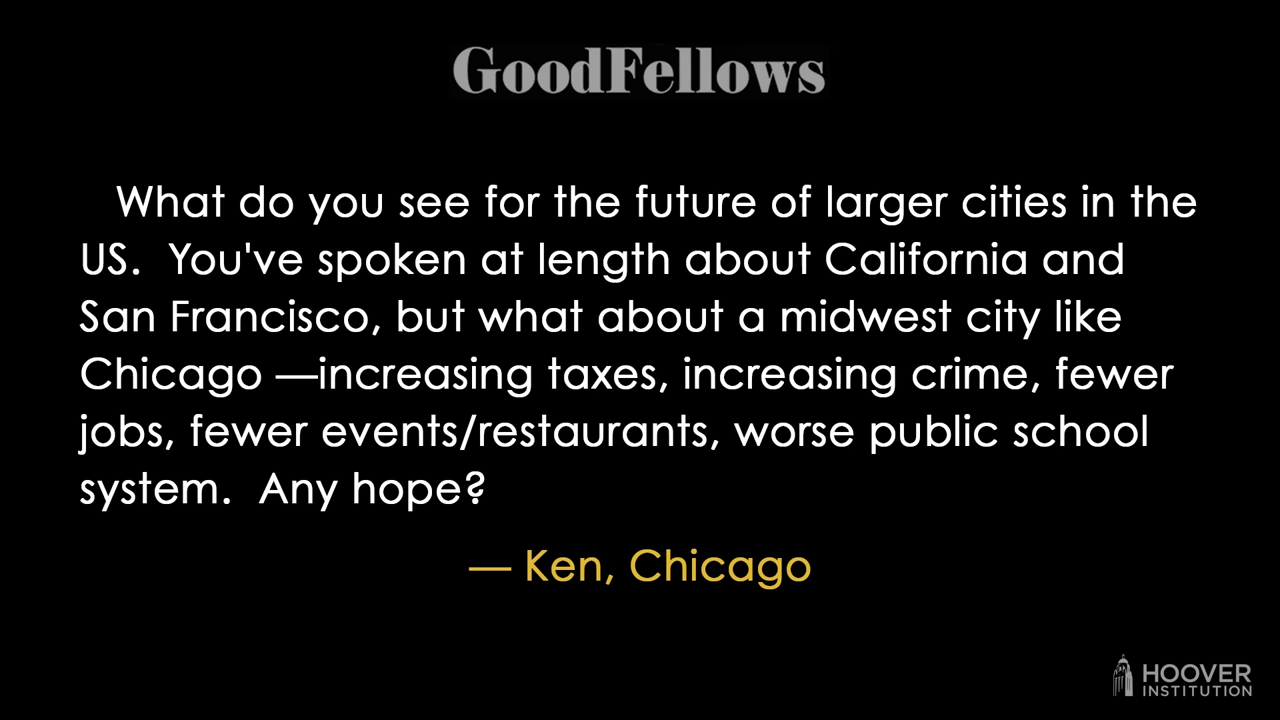 GoodFellows
What do you see for the future of larger cities in the
US.  You've spoken at length about California and
San Francisco, but what about a midwest city like
Chicago —increasing taxes, increasing crime, fewer
jobs, fewer events/restaurants, worse public school
system.  Any hope?
— Ken, Chicago
HOOVER
INSTITUTION